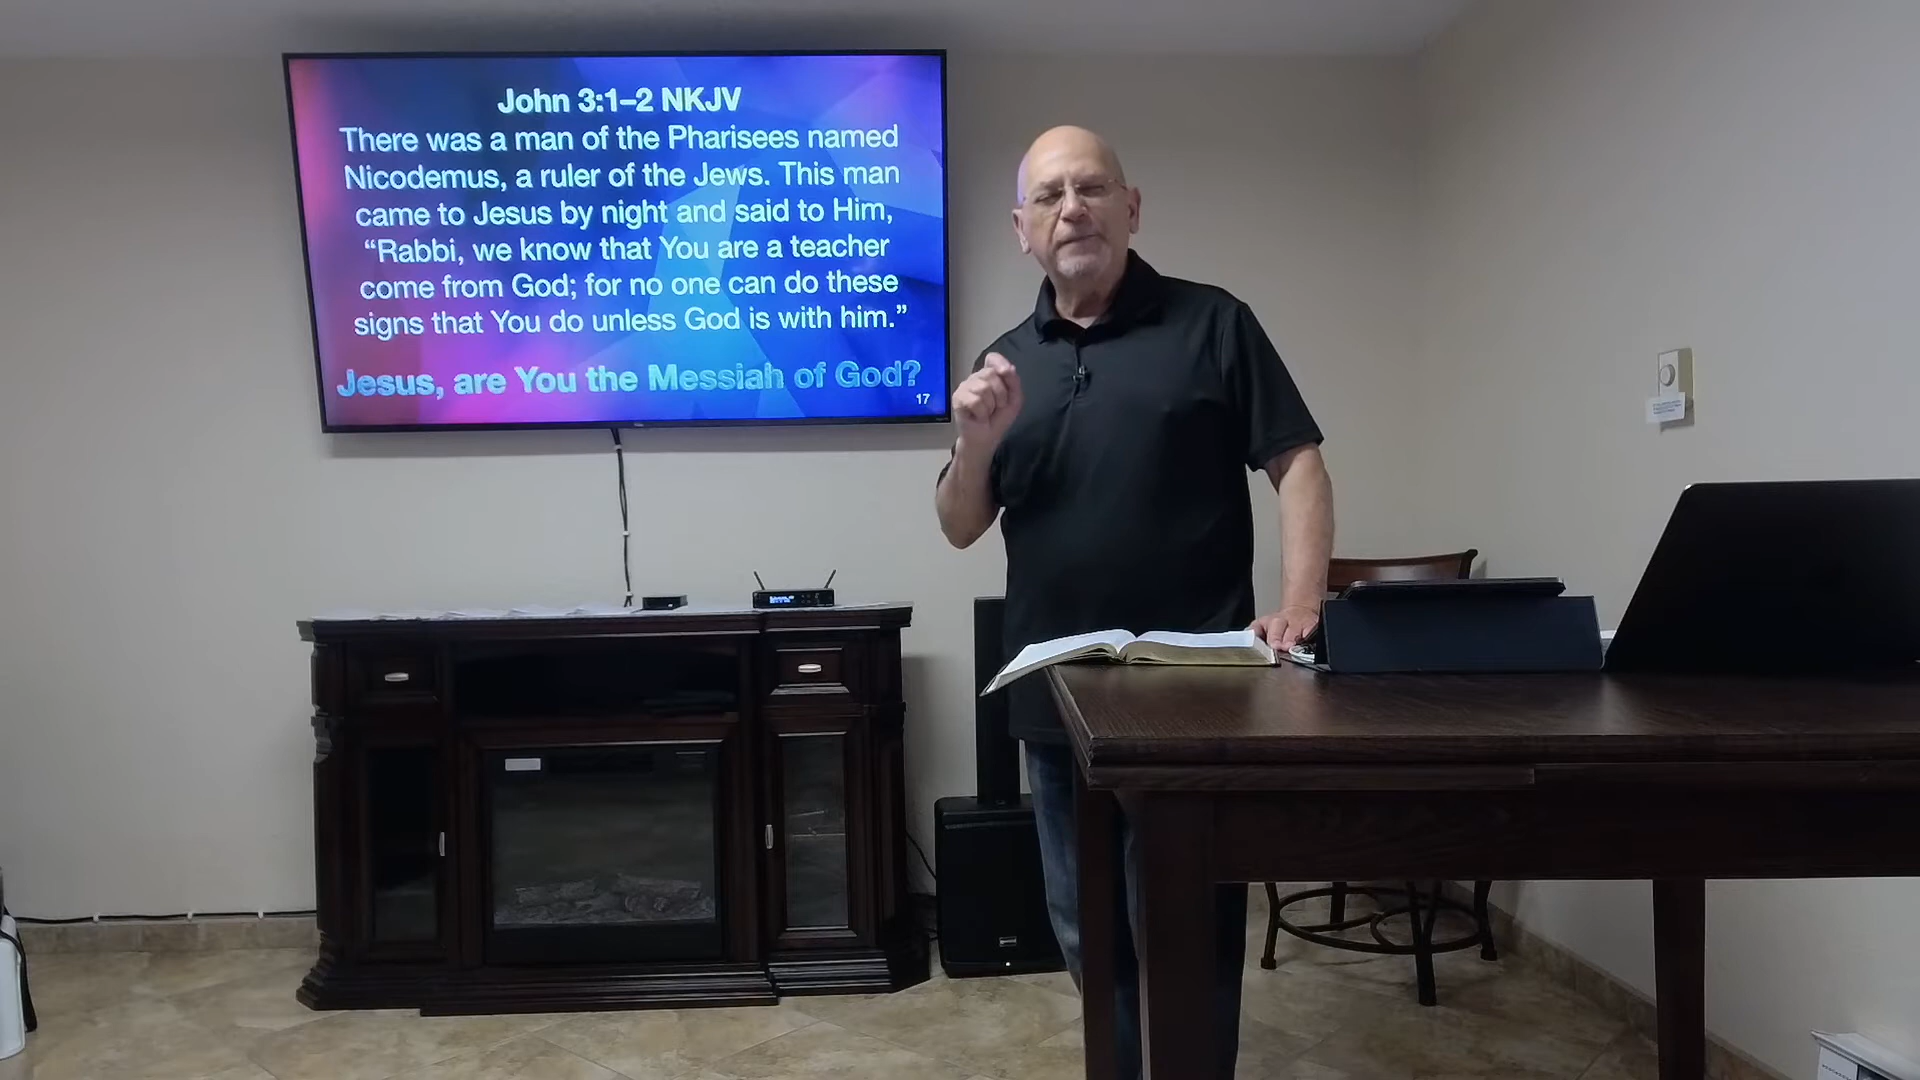 John 3:1–2 NKJV
There was a man of the Pharisees named
Nicodemus, a ruler of the Jews. This man
came to Jesus by night and said to Him,
“Rabbi, we know that You are a teacher
come from God; for no one can do these
signs that You do unless God is with him.”
Jesus, are You the Messiah of God?
17